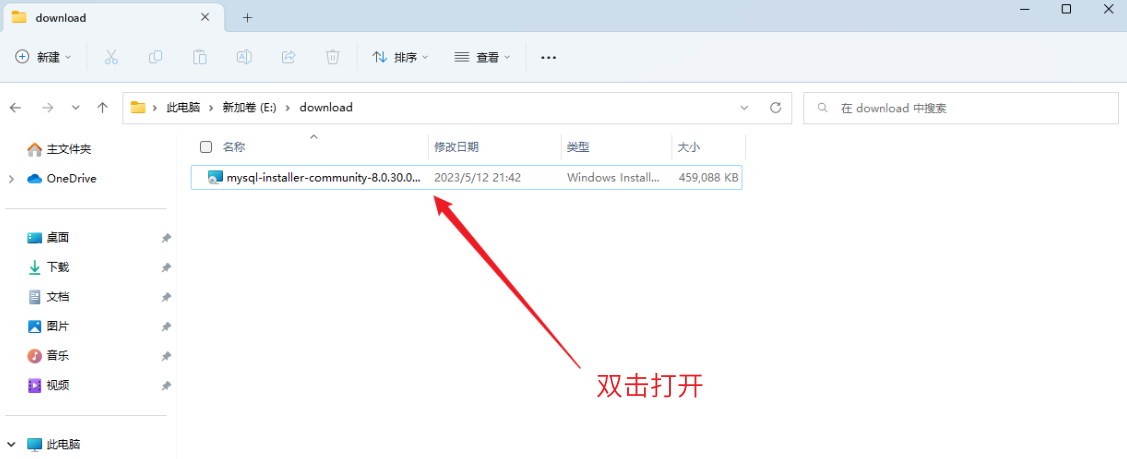 download
新建
排序
查看
此电脑 新加卷 (E:) download
在 download 中搜索
主文件夹
OneDrive
桌面
下载
文档
图片
音乐
视频
此电脑
名称 修改日期 类型 大小
mysql-installer-community-8.0.30.0... 2023/5/12 21:42 Windows Install... 459,088 KB
双击打开